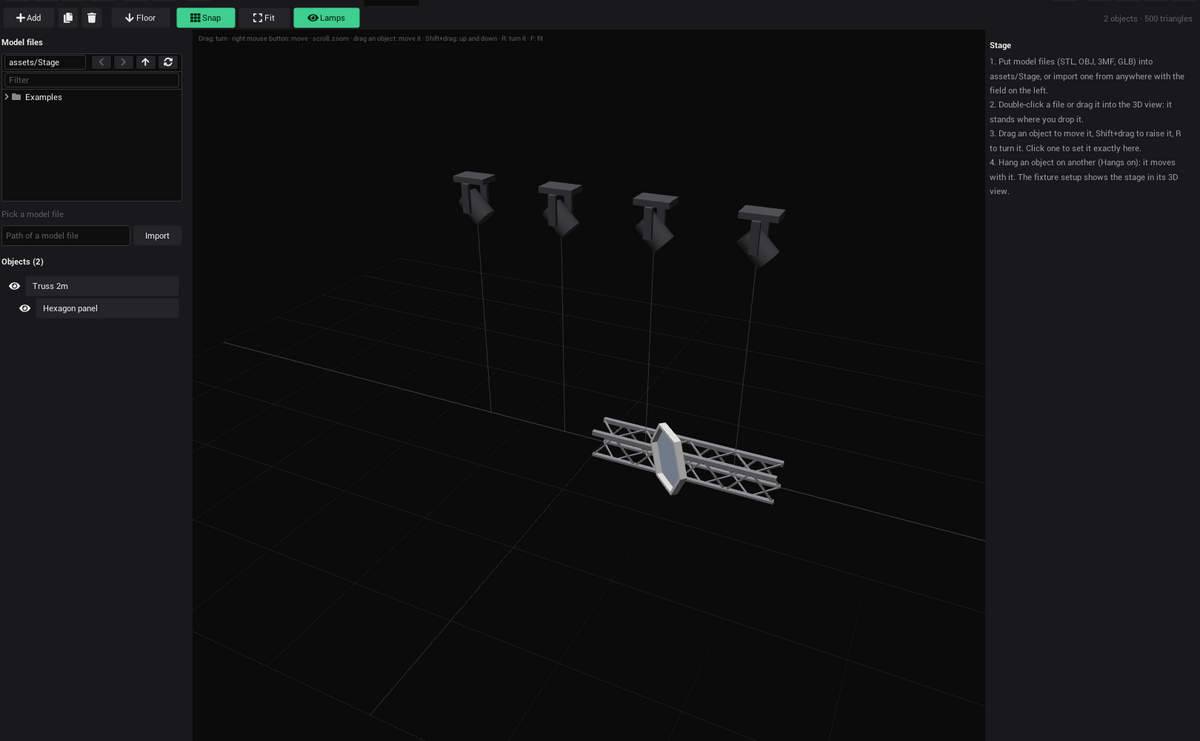 Add
Floor
Snap
Fit
Lamps
2 objects · 500 triangles
Model files
assets/Stage
Filter
Examples
Pick a model file
Path of a model file
Import
Objects (2)
Truss 2m
Hexagon panel
Drag: turn · right mouse button: move · scroll: zoom · drag an object: move it · Shift+drag: up and down · R: turn it · F: fit
Stage
1. Put model files (STL, OBJ, 3MF, GLB) into
assets/Stage, or import one from anywhere with the
field on the left.
2. Double-click a file or drag it into the 3D view: it
stands where you drop it.
3. Drag an object to move it, Shift+drag to raise it, R
to turn it. Click one to set it exactly here.
4. Hang an object on another (Hangs on): it moves
with it. The fixture setup shows the stage in its 3D
view.